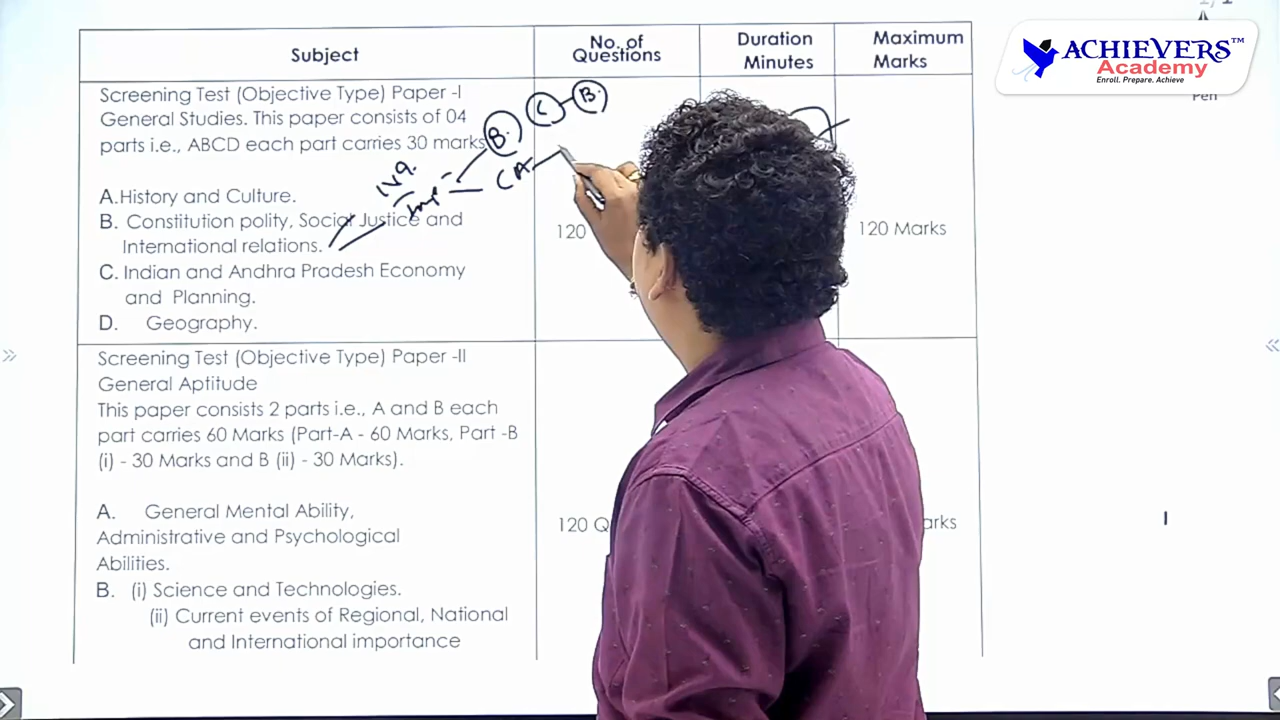 Subject
No. of
Questions
Duration
Minutes
Maximum
Marks
ACHIEVERS™
Academy
Enroll. Prepare. Achieve
Pen
Screening Test (Objective Type) Paper -I
General Studies. This paper consists of 04
parts i.e., ABCD each part carries 30 marks
B.
C
B.
CA
Imp
A.History and Culture.
B. Constitution polity, Social Justice and
International relations.
C. Indian and Andhra Pradesh Economy
and Planning.
D. Geography.
120
120 Marks
Screening Test (Objective Type) Paper -II
General Aptitude
This paper consists 2 parts i.e., A and B each
part carries 60 Marks (Part-A - 60 Marks, Part -B
(i) - 30 Marks and B (ii) - 30 Marks).
A. General Mental Ability,
Administrative and Psychological
Abilities.
B. (i) Science and Technologies.
(ii) Current events of Regional, National
and International importance
120 Q
arks